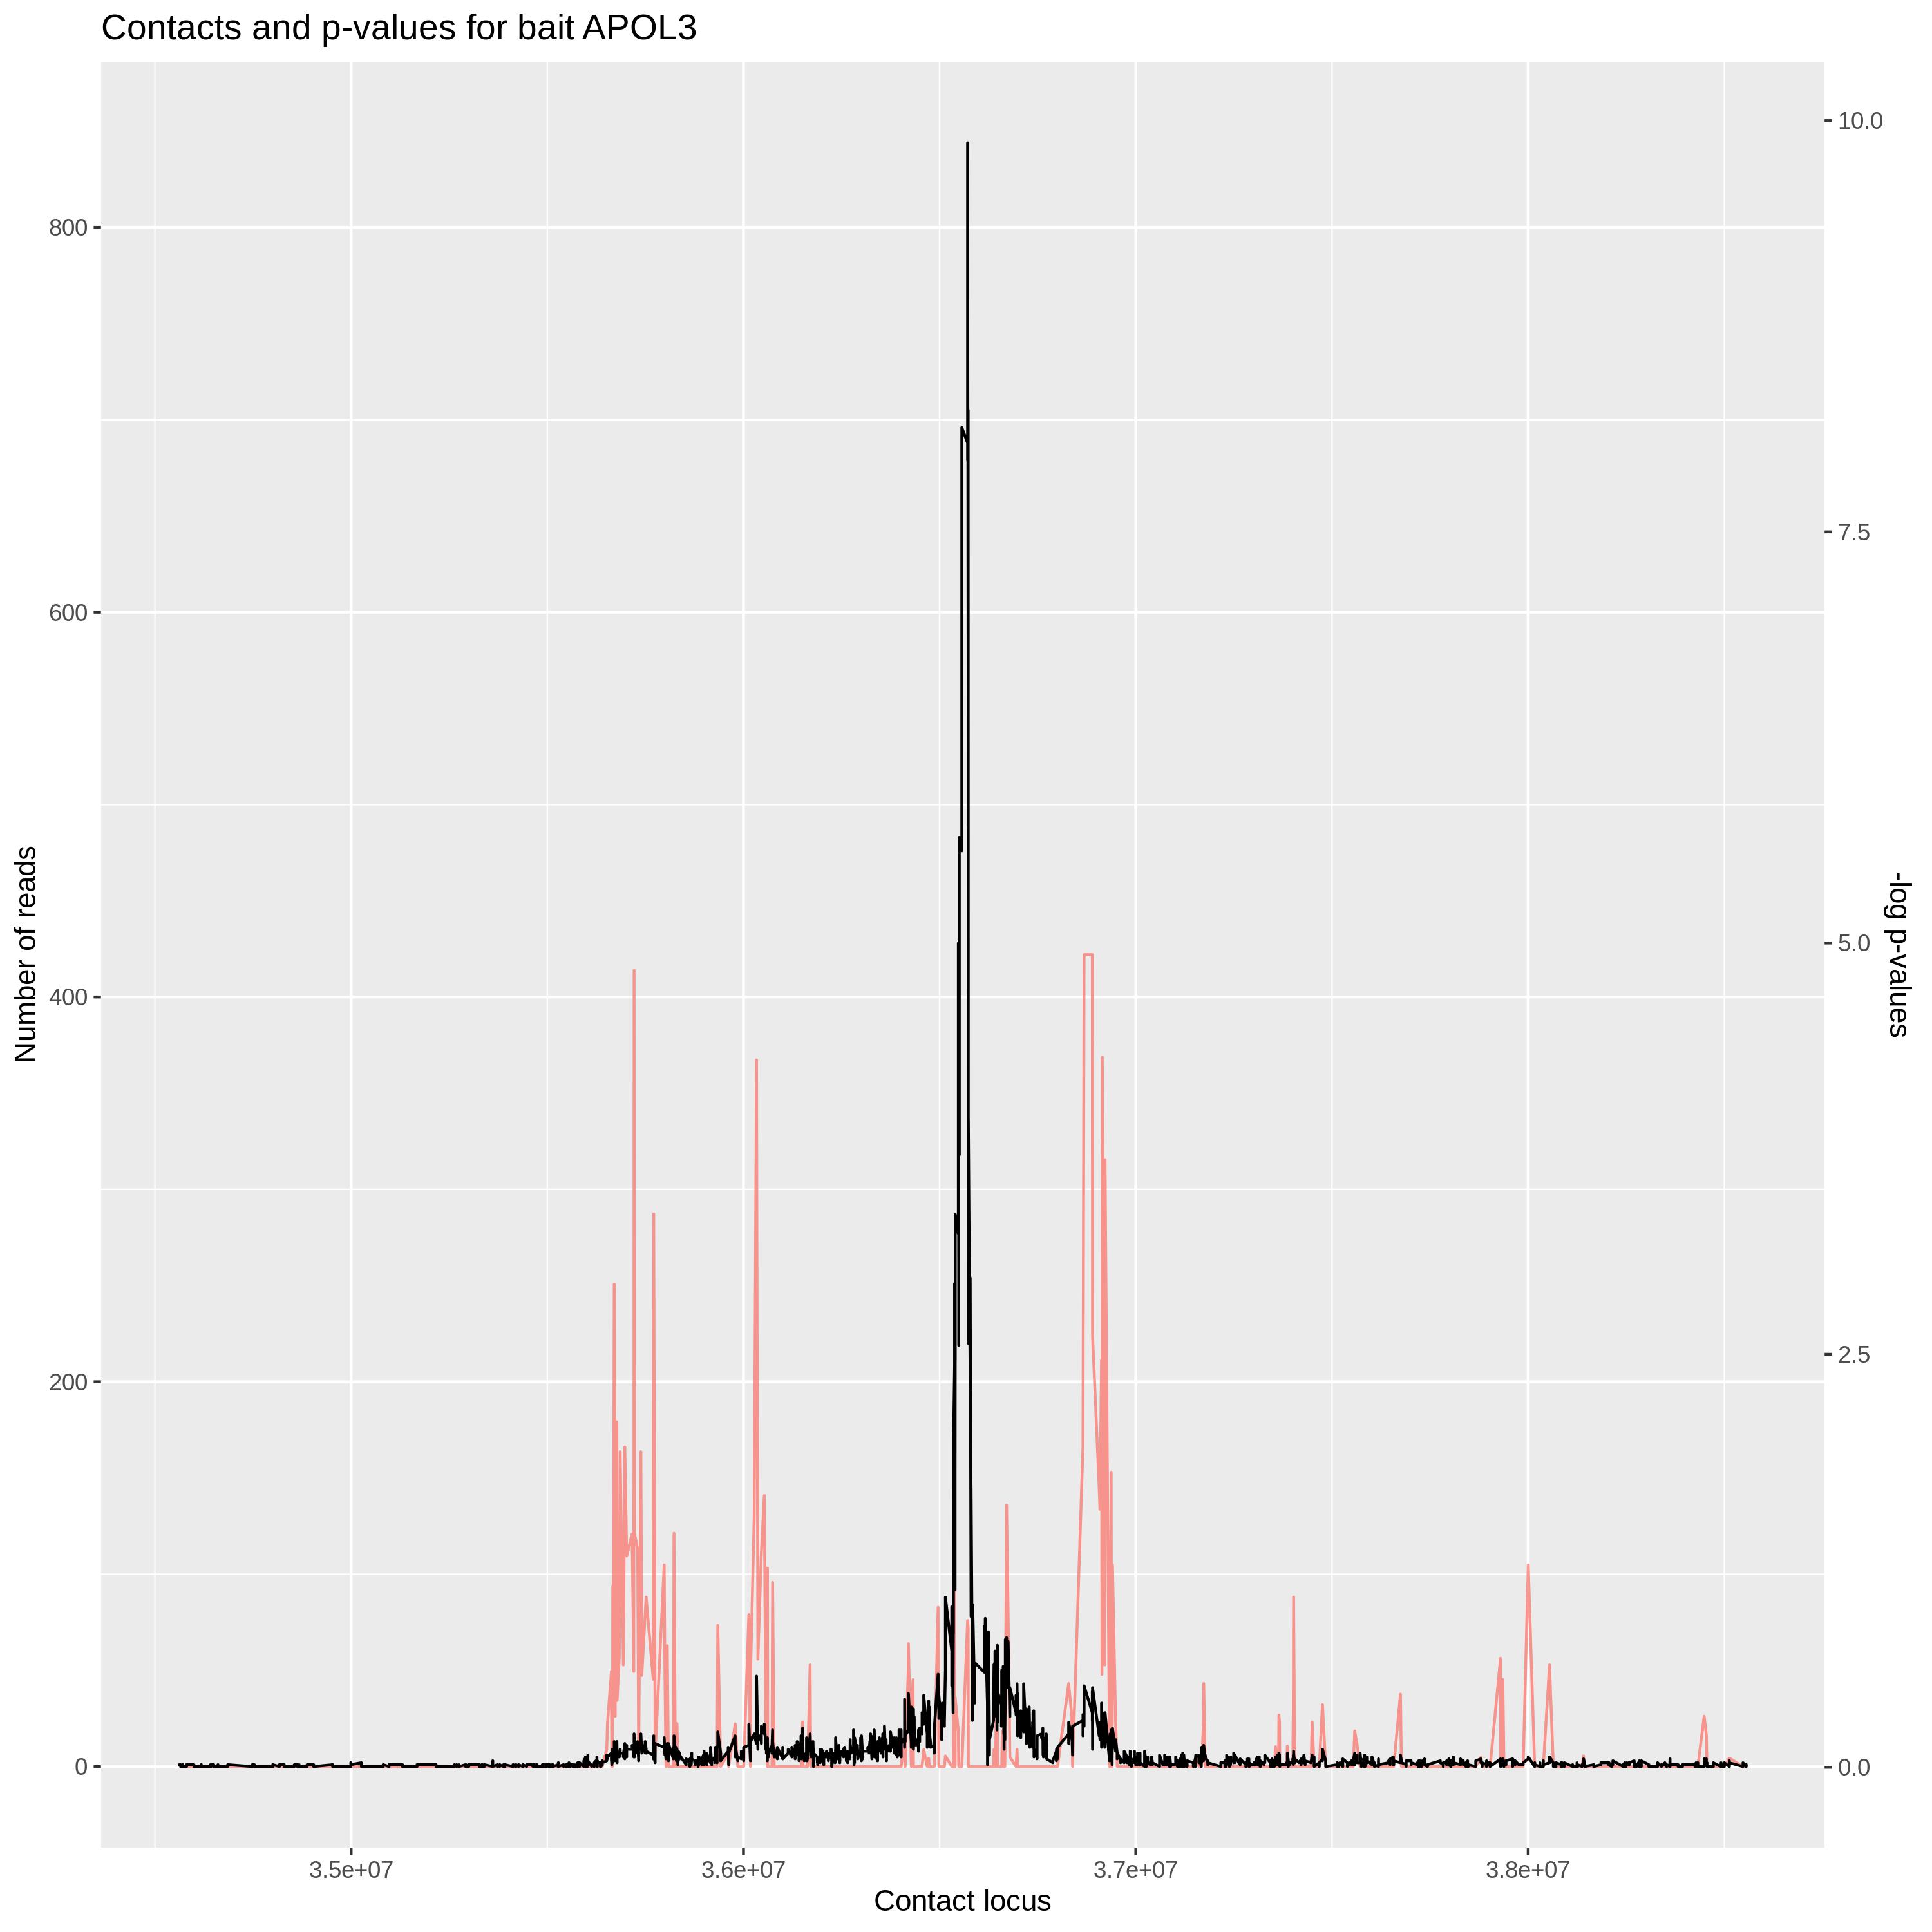 Contacts and p-values for bait APOL3
Number of reads
800
600
400
200
0
10.0
7.5
5.0
2.5
0.0
-log p-values
3.5e+07
3.6e+07
3.7e+07
3.8e+07
Contact locus